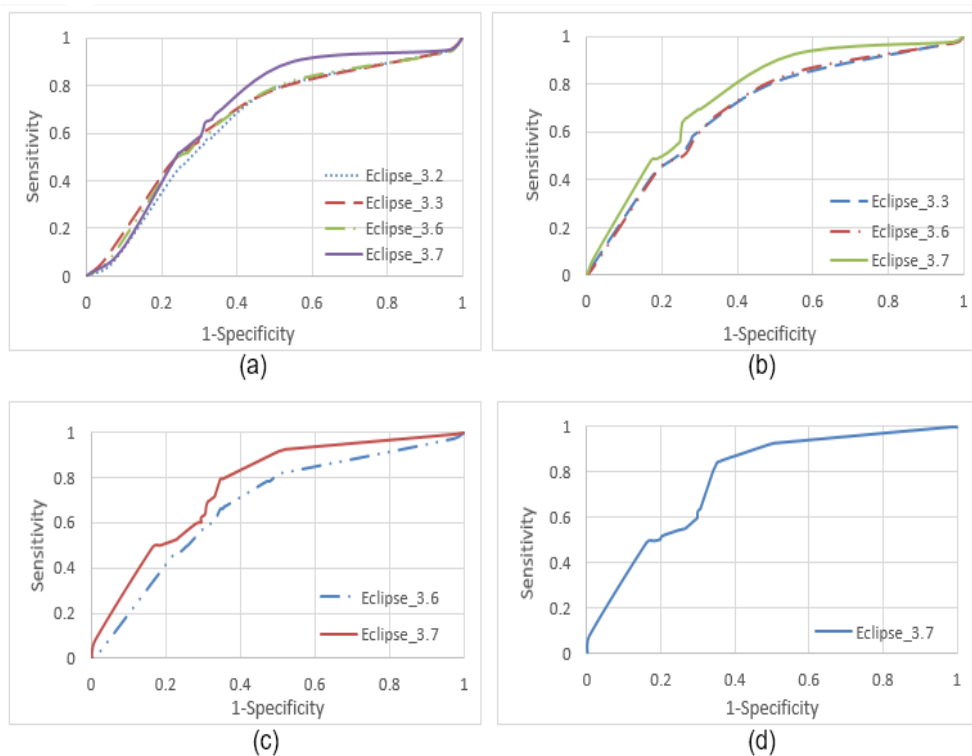 1
0.8
0.6
0.4
0.2
0
0 0.2 0.4 0.6 0.8 1
Sensitivity
1-Specificity
Eclipse_3.2
Eclipse_3.3
Eclipse_3.6
Eclipse_3.7
(a)
1
0.8
0.6
0.4
0.2
0
0 0.2 0.4 0.6 0.8 1
Sensitivity
1-Specificity
Eclipse_3.3
Eclipse_3.6
Eclipse_3.7
(b)
1
0.8
0.6
0.4
0.2
0
0 0.2 0.4 0.6 0.8 1
Sensitivity
1-Specificity
Eclipse_3.6
Eclipse_3.7
(c)
1
0.8
0.6
0.4
0.2
0
0 0.2 0.4 0.6 0.8 1
Sensitivity
1-Specificity
Eclipse_3.7
(d)